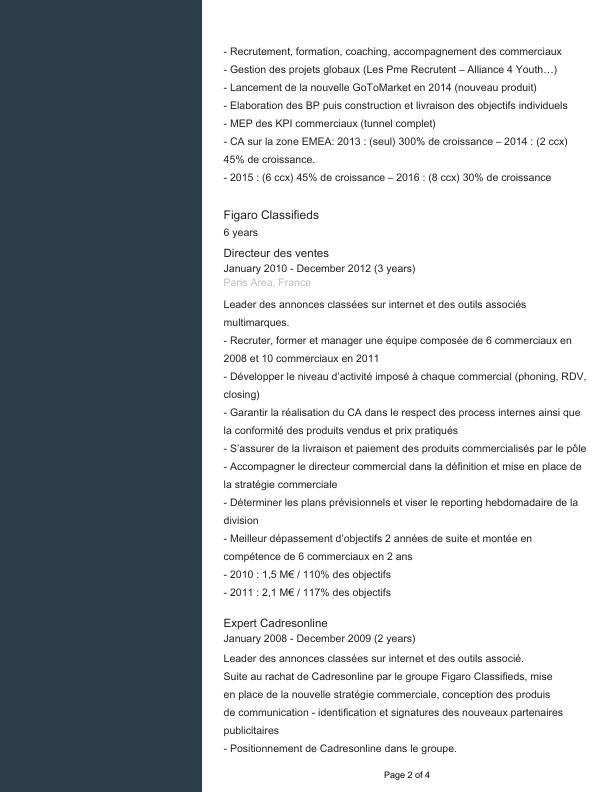 - Recrutement, formation, coaching, accompagnement des commerciaux
- Gestion des projets globaux (Les Pme Recrutent – Alliance 4 Youth…)
- Lancement de la nouvelle GoToMarket en 2014 (nouveau produit)
- Elaboration des BP puis construction et livraison des objectifs individuels
- MEP des KPI commerciaux (tunnel complet)
- CA sur la zone EMEA: 2013 : (seul) 300% de croissance – 2014 : (2 ccx)
45% de croissance.
- 2015 : (6 ccx) 45% de croissance – 2016 : (8 ccx) 30% de croissance
Figaro Classifieds
6 years
Directeur des ventes
January 2010 - December 2012 (3 years)
Paris Area, France
Leader des annonces classées sur internet et des outils associés
multimarques.
- Recruter, former et manager une équipe composée de 6 commerciaux en
2008 et 10 commerciaux en 2011
- Développer le niveau d’activité imposé à chaque commercial (phoning, RDV,
closing)
- Garantir la réalisation du CA dans le respect des process internes ainsi que
la conformité des produits vendus et prix pratiqués
- S’assurer de la livraison et paiement des produits commercialisés par le pôle
- Accompagner le directeur commercial dans la définition et mise en place de
la stratégie commerciale
- Déterminer les plans prévisionnels et viser le reporting hebdomadaire de la
division
- Meilleur dépassement d’objectifs 2 années de suite et montée en
compétence de 6 commerciaux en 2 ans
- 2010 : 1,5 M€ / 110% des objectifs
- 2011 : 2,1 M€ / 117% des objectifs
Expert Cadresonline
January 2008 - December 2009 (2 years)
Leader des annonces classées sur internet et des outils associé.
Suite au rachat de Cadresonline par le groupe Figaro Classifieds, mise
en place de la nouvelle stratégie commerciale, conception des produis
de communication - identification et signatures des nouveaux partenaires
publicitaires
- Positionnement de Cadresonline dans le groupe.
Page 2 of 4